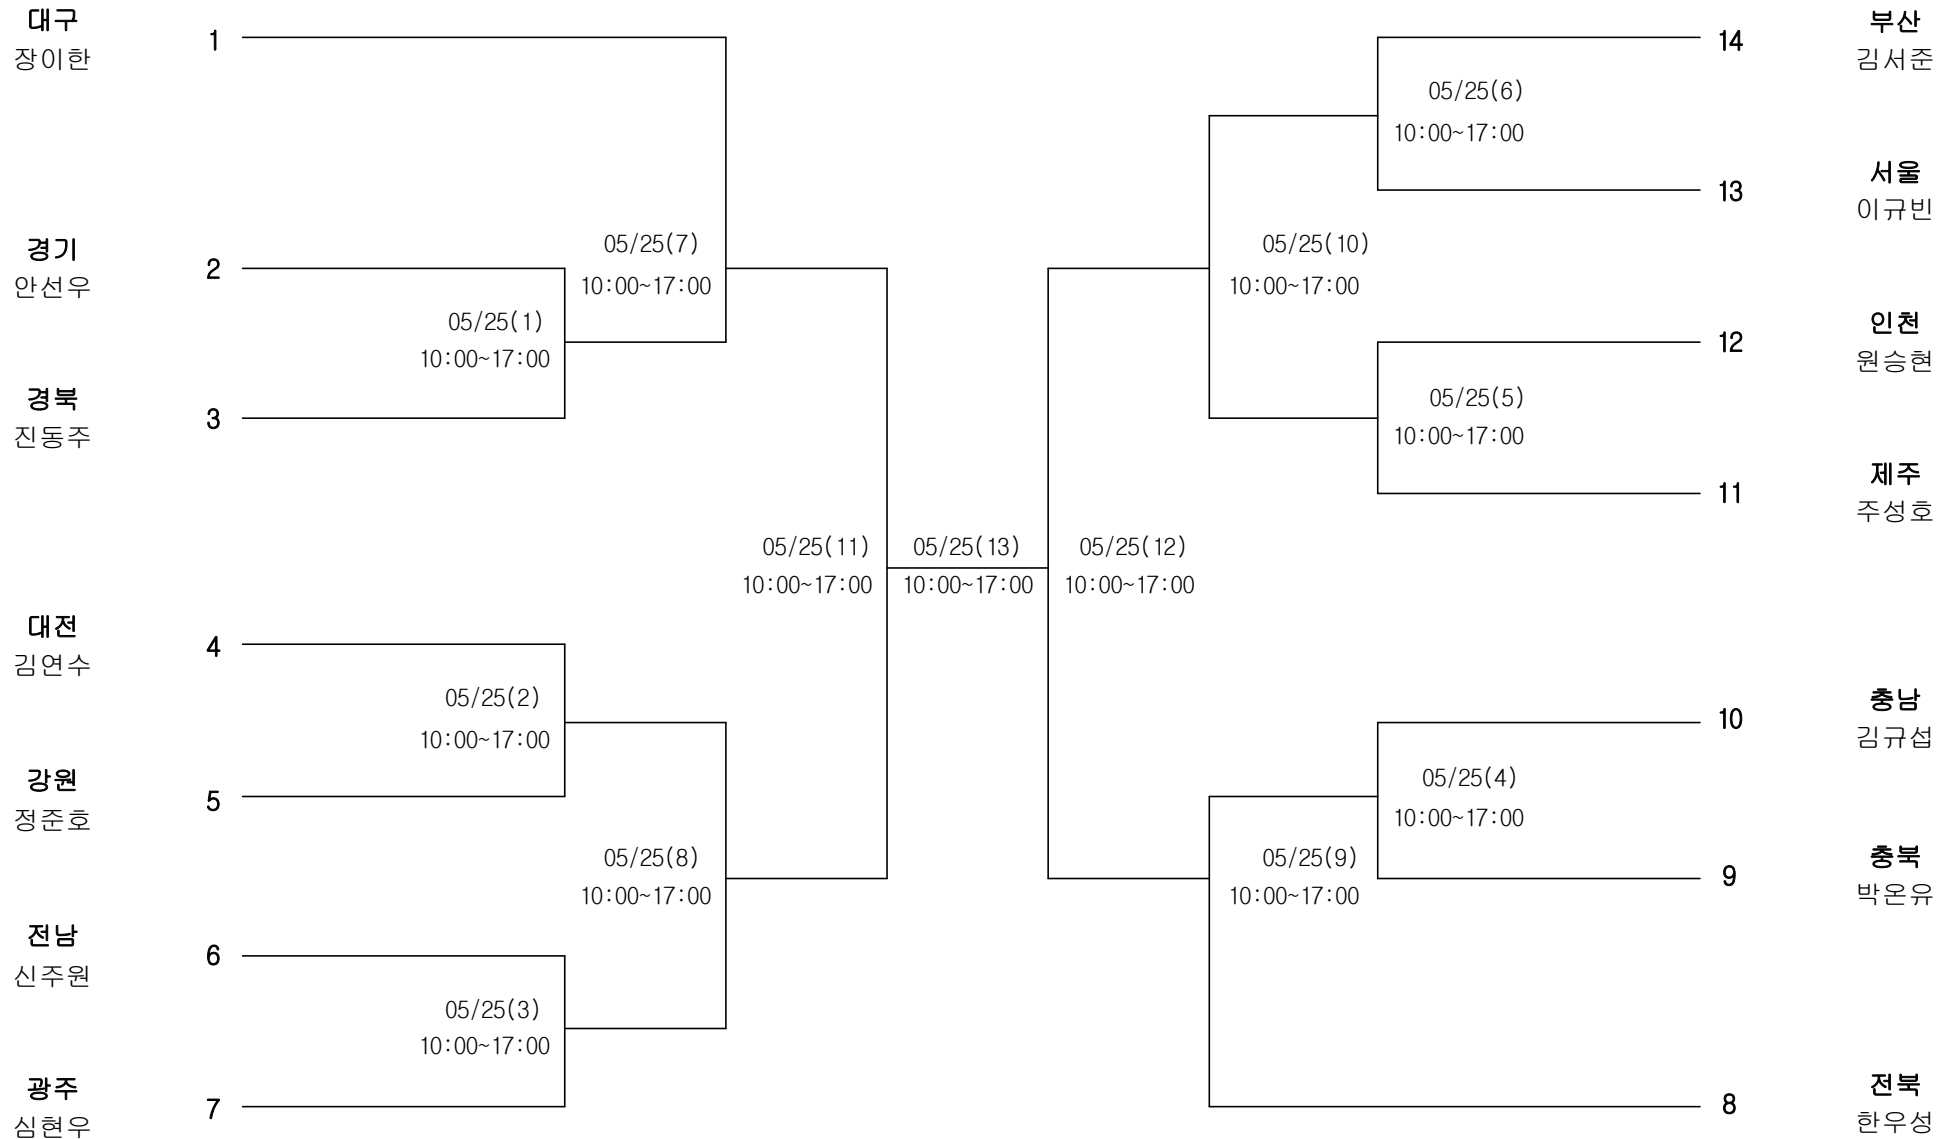 대구
장이한
1
경기
안선우
2
경북
진동주
3
05/25(1)
10:00~17:00
05/25(7)
10:00~17:00
대전
김연수
4
강원
정준호
5
05/25(2)
10:00~17:00
전남
신주원
6
광주
심현우
7
05/25(3)
10:00~17:00
05/25(8)
10:00~17:00
05/25(11)
10:00~17:00
05/25(13)
10:00~17:00
05/25(12)
10:00~17:00
14
부산
김서준
05/25(6)
10:00~17:00
13
서울
이규빈
05/25(10)
10:00~17:00
12
인천
원승현
05/25(5)
10:00~17:00
11
제주
주성호
10
충남
김규섭
05/25(4)
10:00~17:00
9
충북
박온유
05/25(9)
10:00~17:00
8
전북
한우성